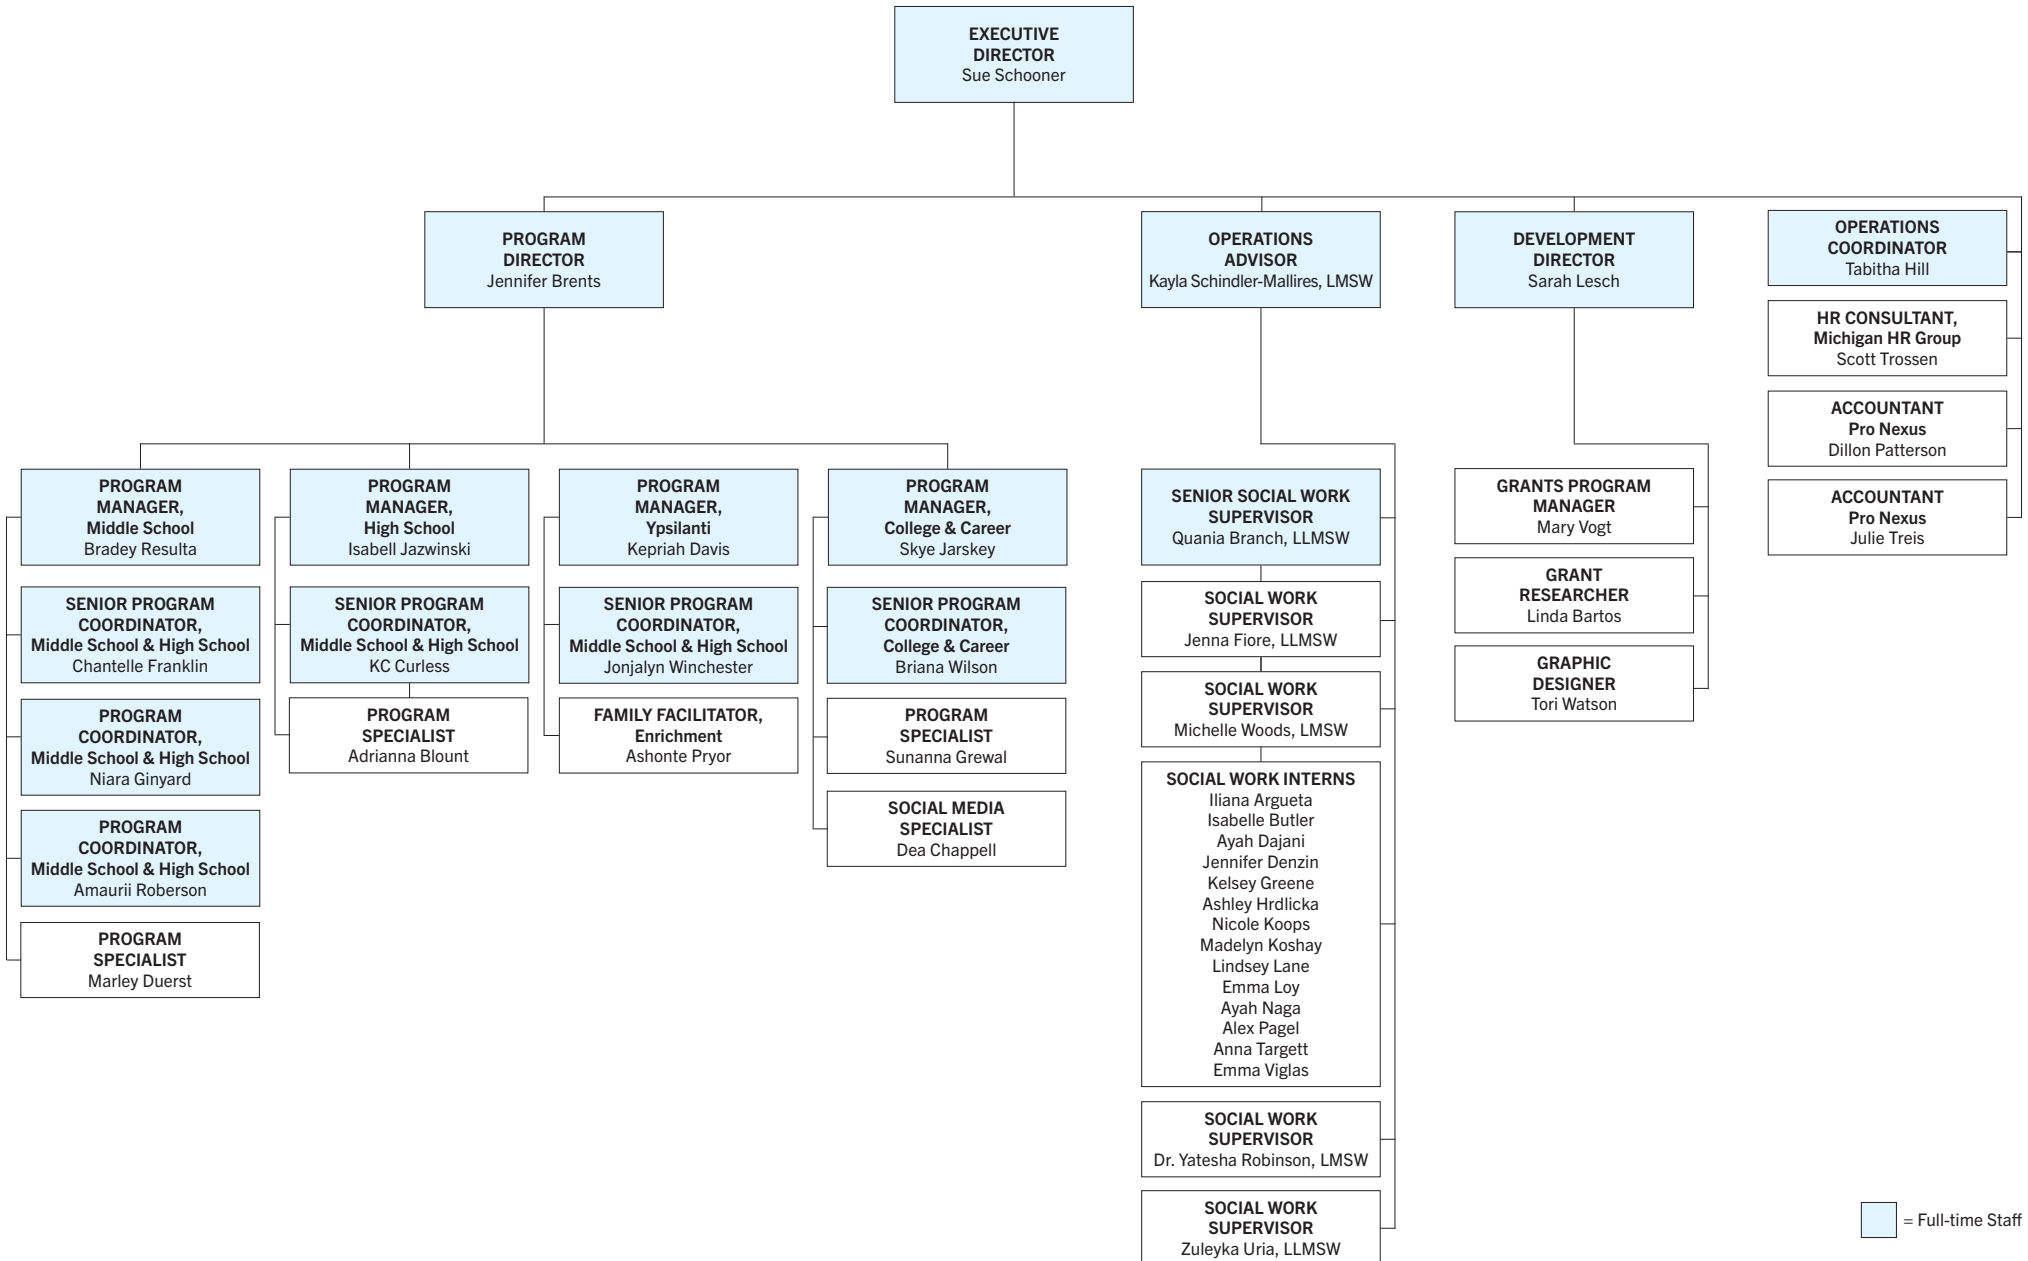 EXECUTIVE
DIRECTOR
Sue Schooner
PROGRAM
DIRECTOR
Jennifer Brents
OPERATIONS
ADVISOR
Kayla Schindler-Mallires, LMSW
DEVELOPMENT
DIRECTOR
Sarah Lesch
OPERATIONS
COORDINATOR
Tabitha Hill
HR CONSULTANT,
Michigan HR Group
Scott Trossen
ACCOUNTANT
Pro Nexus
Dillon Patterson
ACCOUNTANT
Pro Nexus
Julie Treis
PROGRAM
MANAGER,
Middle School
Bradey Resulta
SENIOR PROGRAM
COORDINATOR,
Middle School & High School
Chantelle Franklin
PROGRAM
COORDINATOR,
Middle School & High School
Niara Ginyard
PROGRAM
COORDINATOR,
Middle School & High School
Amaurii Roberson
PROGRAM
SPECIALIST
Marley Duerst
PROGRAM
MANAGER,
High School
Isabell Jazwinski
SENIOR PROGRAM
COORDINATOR,
Middle School & High School
KC Curless
PROGRAM
SPECIALIST
Adrianna Blount
PROGRAM
MANAGER,
Ypsilanti
Kepriah Davis
SENIOR PROGRAM
COORDINATOR,
Middle School & High School
Jonjalyn Winchester
FAMILY FACILITATOR,
Enrichment
Ashonte Pryor
PROGRAM
MANAGER,
College & Career
Skye Jarskey
SENIOR PROGRAM
COORDINATOR,
College & Career
Briana Wilson
PROGRAM
SPECIALIST
Sunanna Grewal
SOCIAL MEDIA
SPECIALIST
Dea Chappell
SENIOR SOCIAL WORK
SUPERVISOR
Quania Branch, LLMSW
SOCIAL WORK
SUPERVISOR
Jenna Fiore, LLMSW
SOCIAL WORK
SUPERVISOR
Michelle Woods, LMSW
SOCIAL WORK INTERNS
Iliana Argueta
Isabelle Butler
Ayah Dajani
Jennifer Denzin
Kelsey Greene
Ashley Hrdlicka
Nicole Koops
Madelyn Koshay
Lindsey Lane
Emma Loy
Ayah Naga
Alex Pagel
Anna Targett
Emma Viglas
SOCIAL WORK
SUPERVISOR
Dr. Yatesha Robinson, LMSW
SOCIAL WORK
SUPERVISOR
Zuleyka Uria, LLMSW
GRANTS PROGRAM
MANAGER
Mary Vogt
GRANT
RESEARCHER
Linda Bartos
GRAPHIC
DESIGNER
Tori Watson
= Full-time Staff